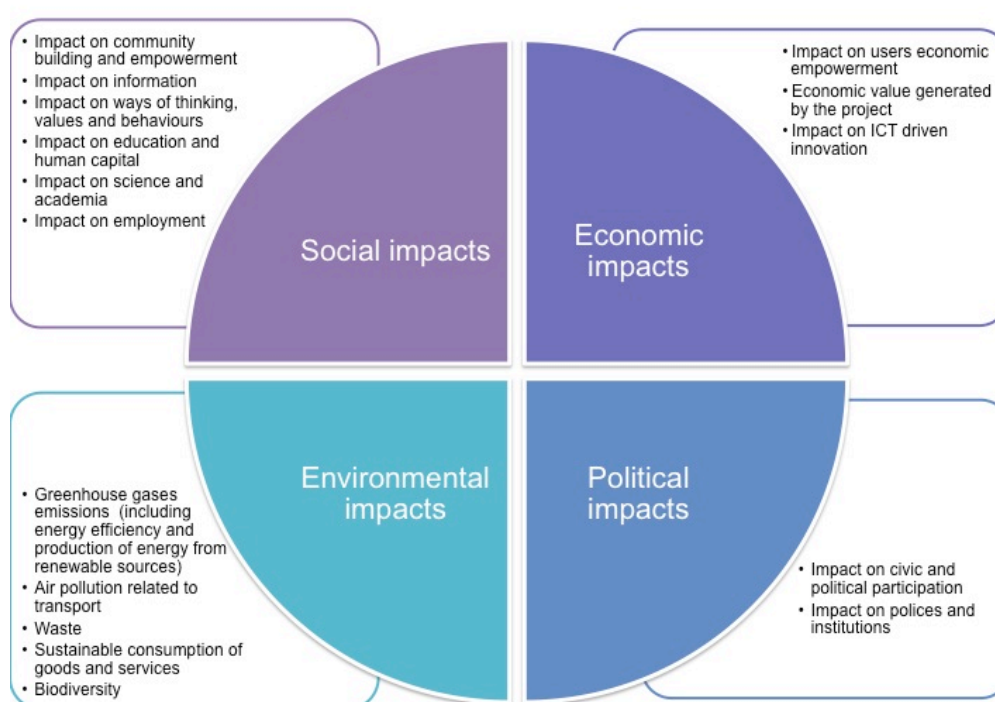 • Impact on community
building and empowerment
• Impact on information
• Impact on ways of thinking,
values and behaviours
• Impact on education and
human capital
• Impact on science and
academia
• Impact on employment
Social impacts
• Impact on users economic
empowerment
• Economic value generated
by the project
• Impact on ICT driven
innovation
Economic
impacts
• Greenhouse gases
emissions (including
energy efficiency and
production of energy from
renewable sources)
• Air pollution related to
transport
• Waste
• Sustainable consumption of
goods and services
• Biodiversity
Environmental
impacts
Political
impacts
• Impact on civic and
political participation
• Impact on polices and
institutions